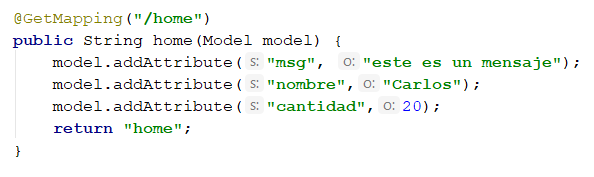 @GetMapping("/home")
public String home(Model model) {
    model.addAttribute( s: "msg", o: "este es un mensaje");
    model.addAttribute( s: "nombre", o: "Carlos");
    model.addAttribute( s: "cantidad", o: 20);
    return "home";
}